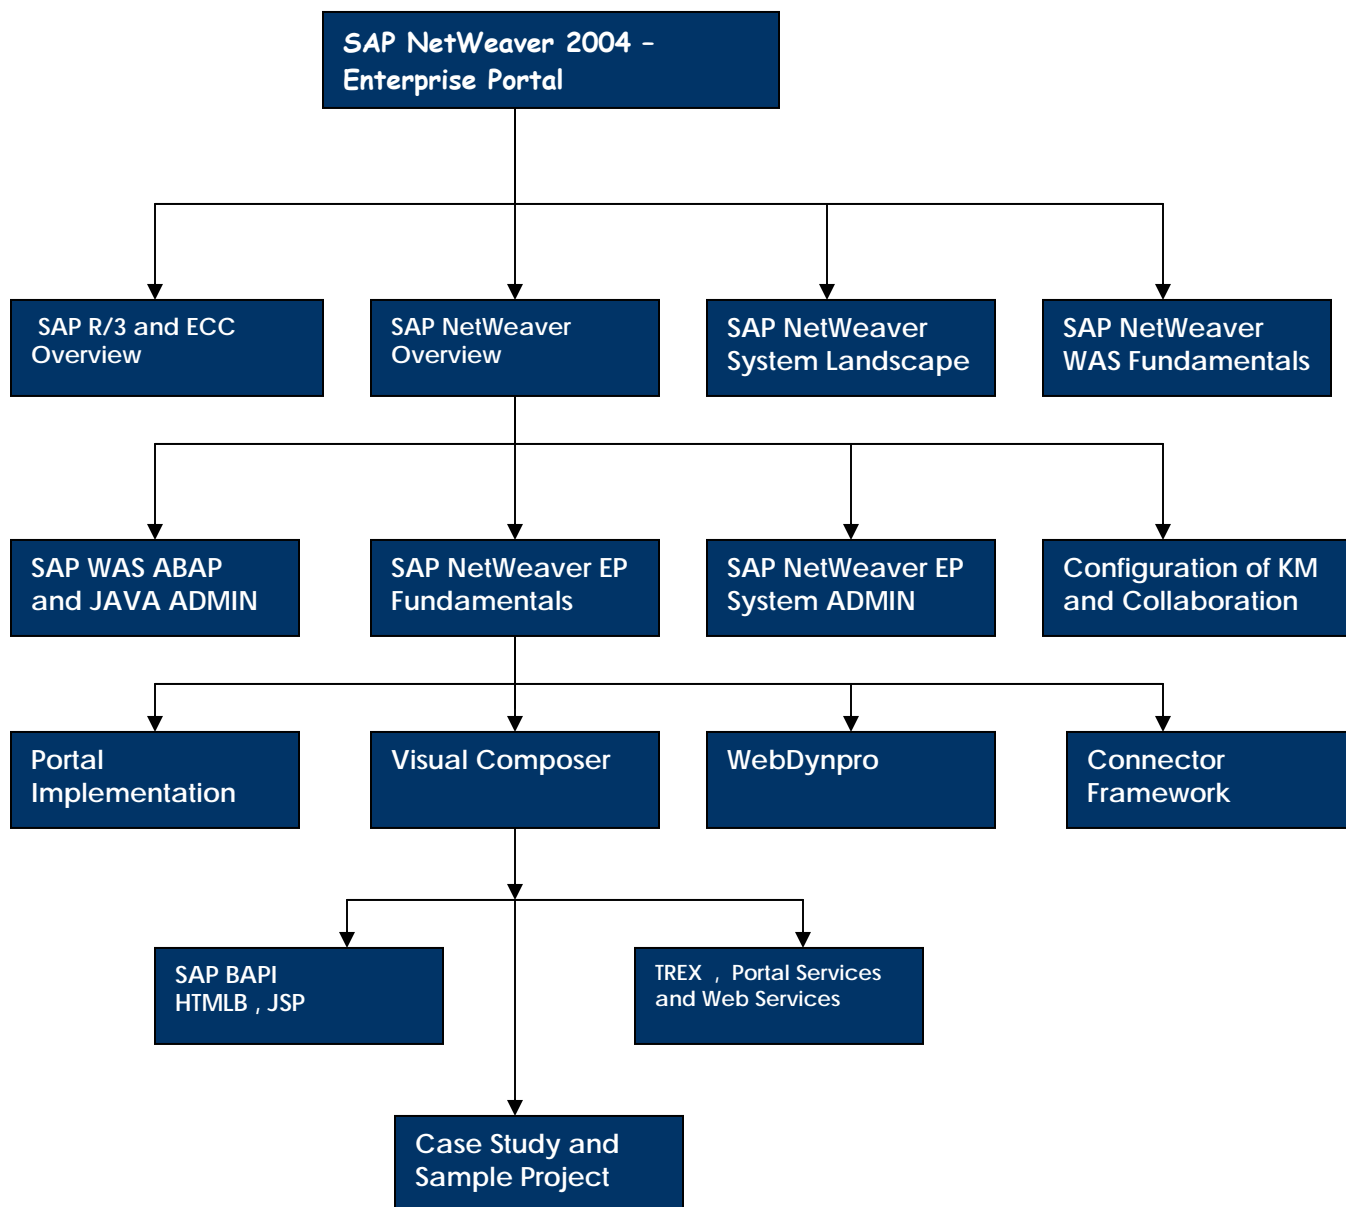 SAP NetWeaver 2004 –
Enterprise Portal
SAP R/3 and ECC
Overview
SAP NetWeaver
Overview
SAP NetWeaver
System Landscape
SAP NetWeaver
WAS Fundamentals
SAP WAS ABAP
and JAVA ADMIN
SAP NetWeaver EP
Fundamentals
SAP NetWeaver EP
System ADMIN
Configuration of KM
and Collaboration
Portal
Implementation
Visual Composer
WebDynpro
Connector
Framework
SAP BAPI
HTMLB , JSP
TREX , Portal Services
and Web Services
Case Study and
Sample Project